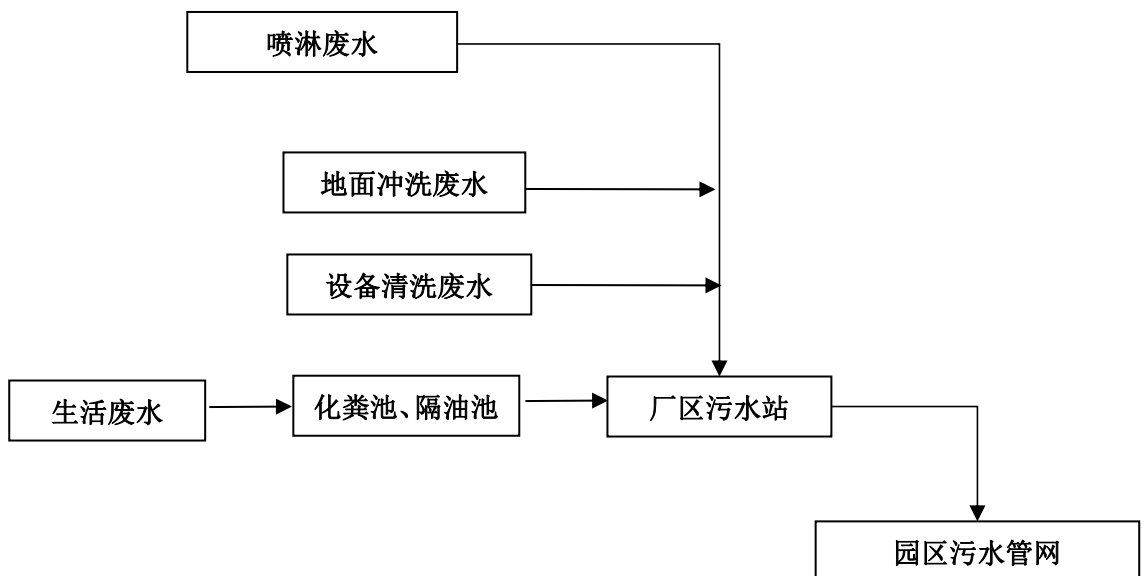 喷淋废水
地面冲洗废水
设备清洗废水
生活废水
化粪池、隔油池
厂区污水站
园区污水管网